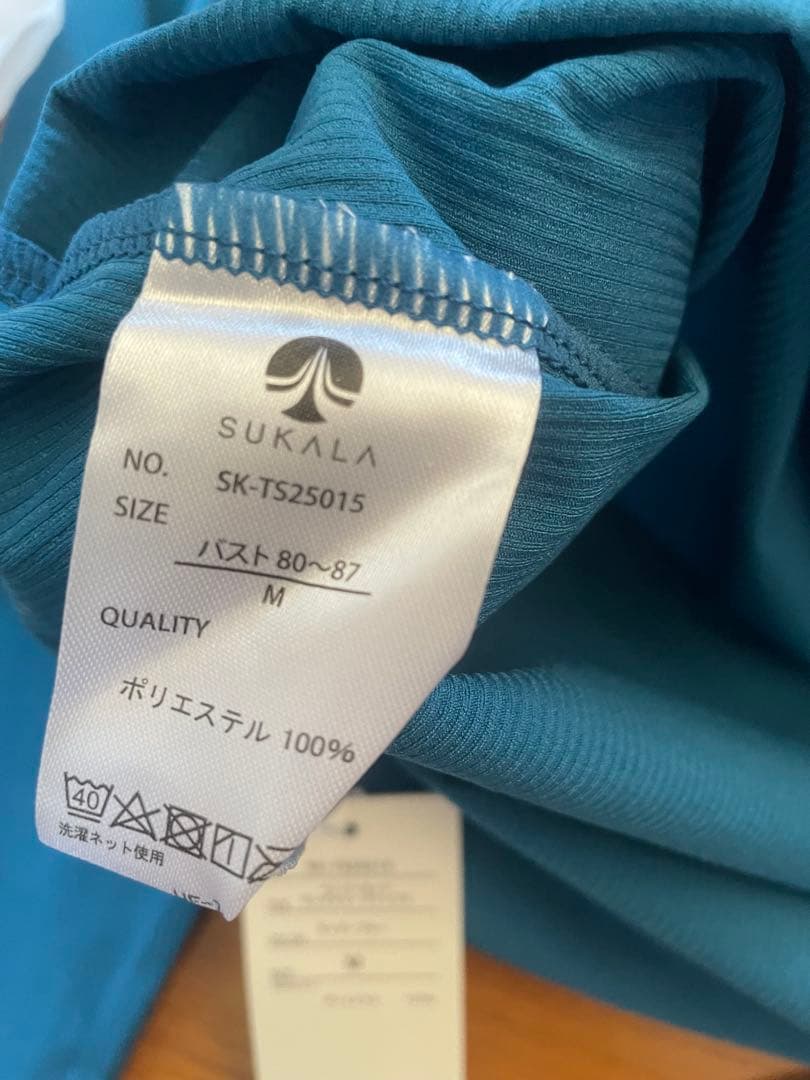 SUKALA
NO. SK-TS25015
SIZE バスト 80～87
M
QUALITY
ポリエステル 100%
40
洗濯ネット使用